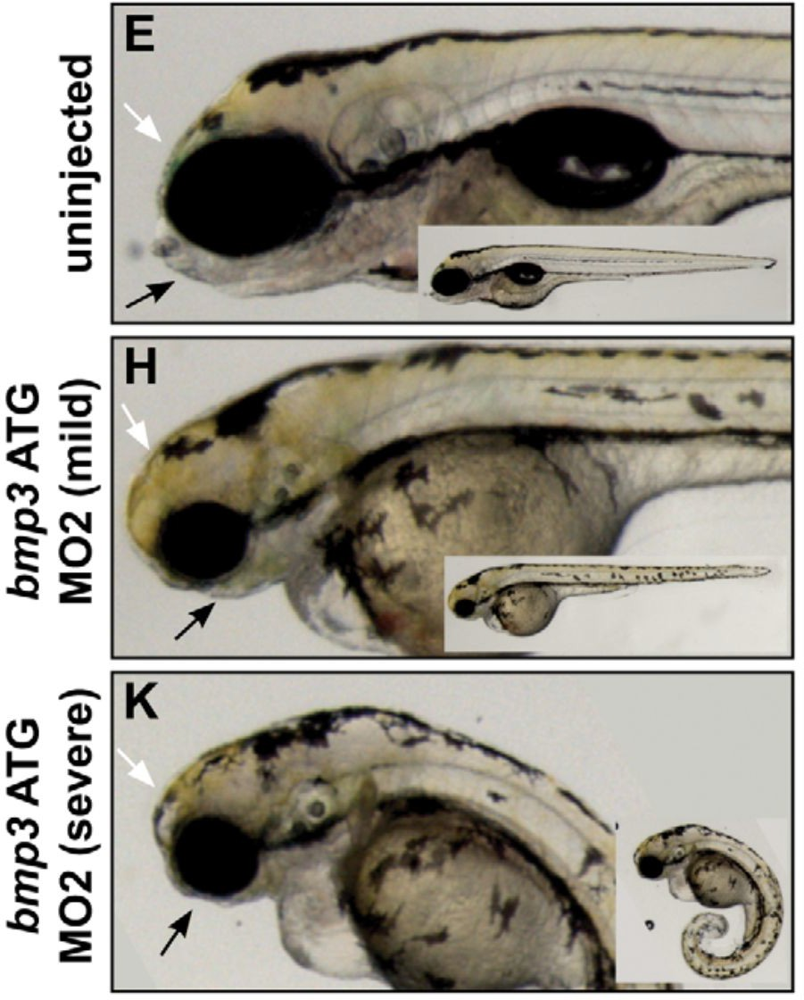 E
uninjected
H
bmp3 ATG
MO2 (mild)
K
bmp3 ATG
MO2 (severe)